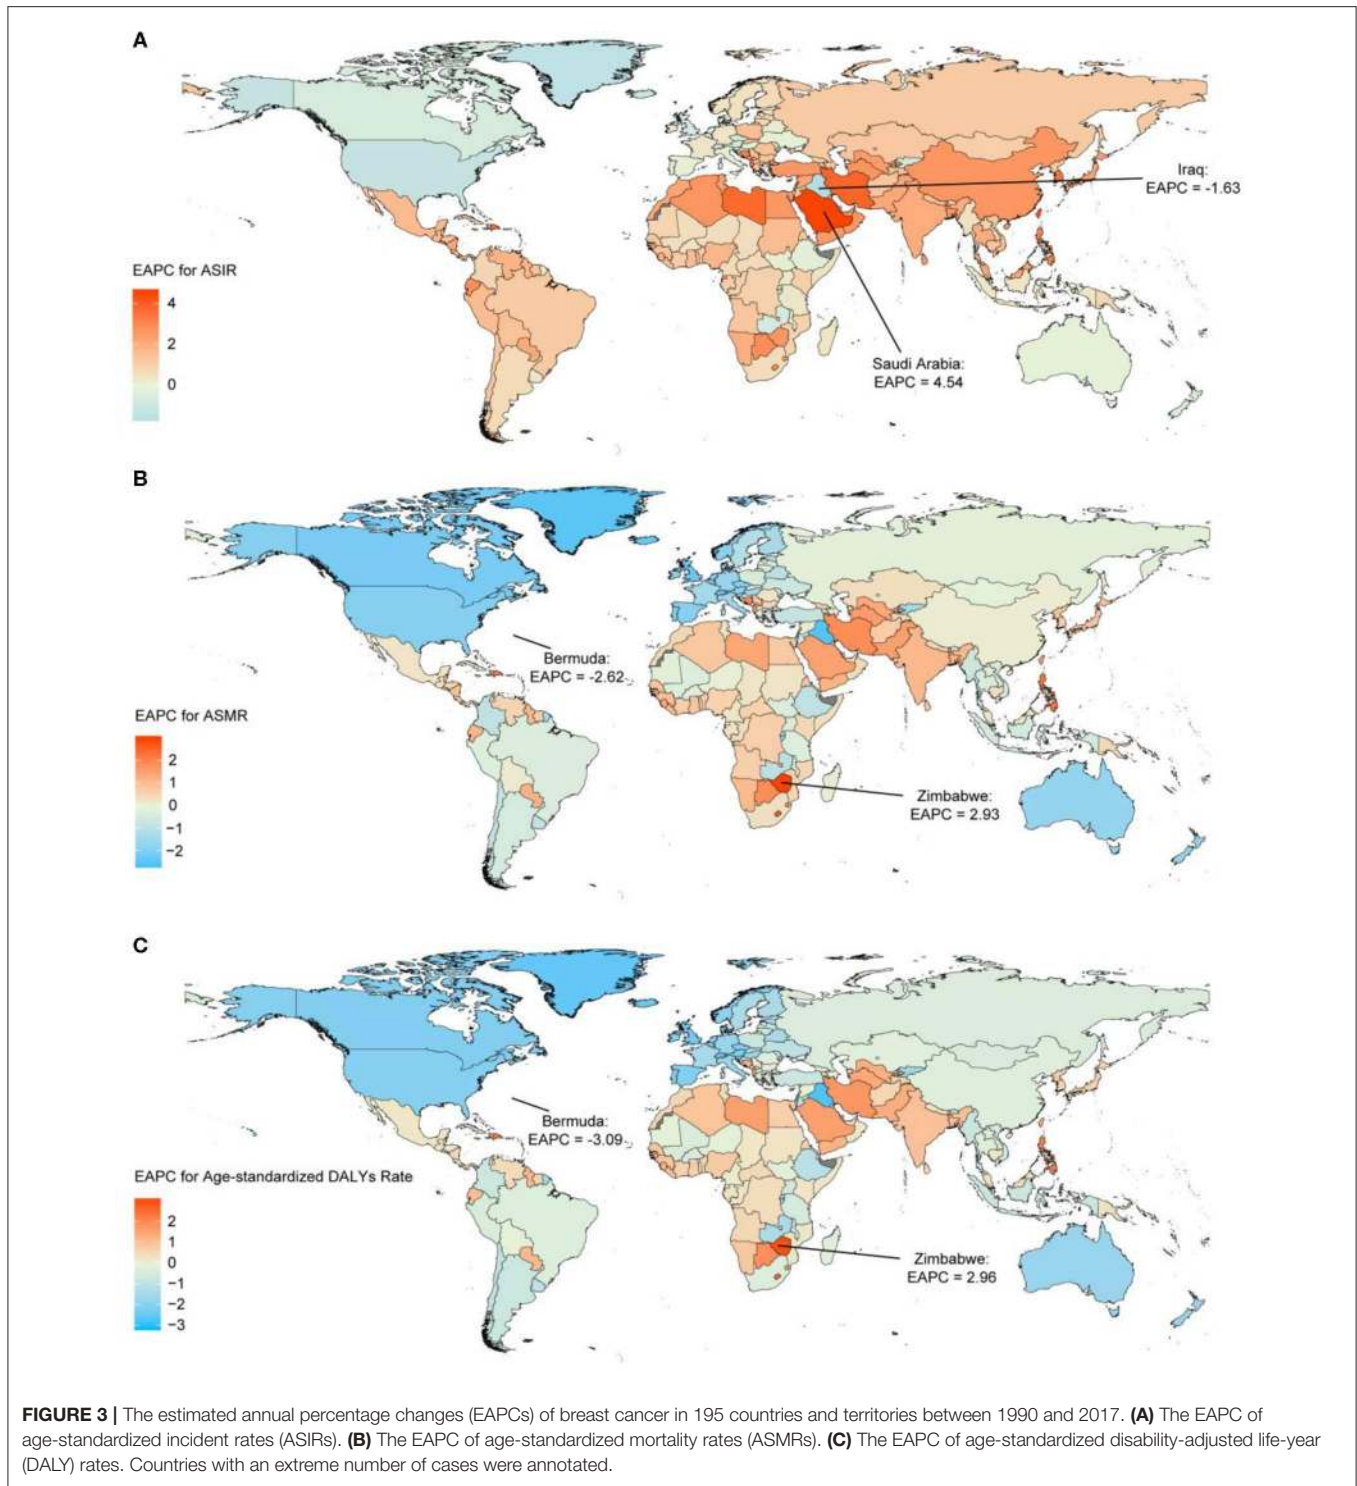 A
Iraq:
EAPC = -1.63
EAPC for ASIR
4
2
0
Saudi Arabia:
EAPC = 4.54
B
Bermuda:
EAPC = -2.62
EAPC for ASMR
2
1
0
−1
−2
Zimbabwe:
EAPC = 2.93
C
Bermuda:
EAPC = -3.09
EAPC for Age-standardized DALYs Rate
2
1
0
−1
−2
−3
Zimbabwe:
EAPC = 2.96
FIGURE 3 | The estimated annual percentage changes (EAPCs) of breast cancer in 195 countries and territories between 1990 and 2017. (A) The EAPC of
age-standardized incident rates (ASIRs). (B) The EAPC of age-standardized mortality rates (ASMRs). (C) The EAPC of age-standardized disability-adjusted life-year
(DALY) rates. Countries with an extreme number of cases were annotated.